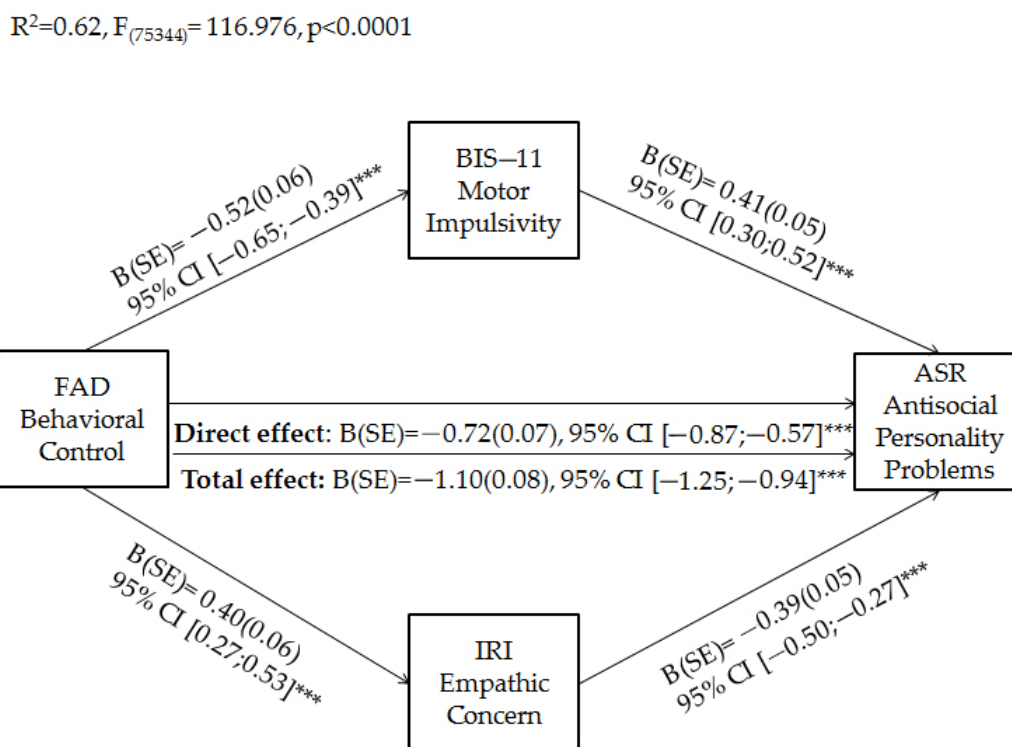 R²=0.62, F₍₇₅₃₄₄₎= 116.976, p<0.0001
BIS–11
Motor
Impulsivity
B(SE)= −0.52(0.06)
95% CI [−0.65; −0.39]***
B(SE)= 0.41(0.05)
95% CI [0.30;0.52]***
FAD
Behavioral
Control
Direct effect: B(SE)=−0.72(0.07), 95% CI [−0.87;−0.57]***
Total effect: B(SE)=−1.10(0.08), 95% CI [−1.25;−0.94]***
ASR
Antisocial
Personality
Problems
B(SE)= 0.40(0.06)
95% CI [0.27;0.53]***
IRI
Empathic
Concern
B(SE)= −0.39(0.05)
95% CI [−0.50;−0.27]***